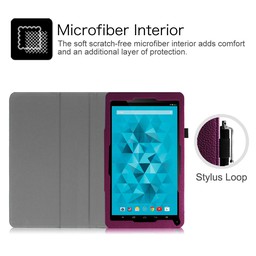 Microfiber Interior
The soft scratch-free microfiber interior adds comfort
and an additional layer of protection.
Stylus Loop